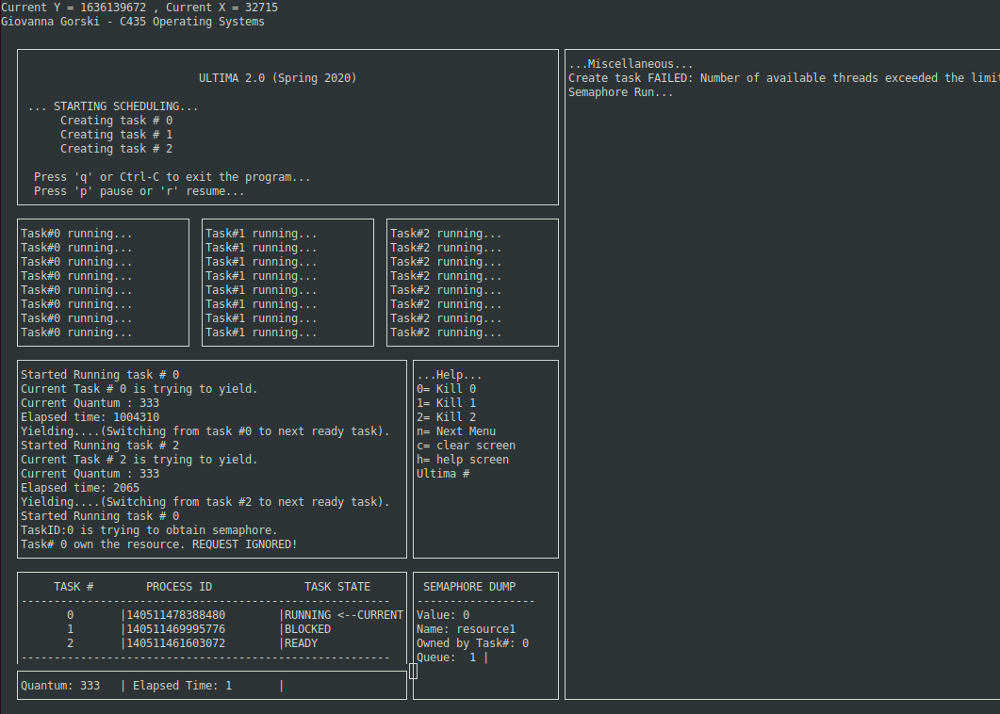 Current Y = 1636139672 , Current X = 32715
Giovanna Gorski - C435 Operating Systems
ULTIMA 2.0 (Spring 2020)
... STARTING SCHEDULING...
Creating task # 0
Creating task # 1
Creating task # 2
Press 'q' or Ctrl-C to exit the program...
Press 'p' pause or 'r' resume...
...Miscellaneous...
Create task FAILED: Number of available threads exceeded the limit
Semaphore Run...
Task#0 running...
Task#0 running...
Task#0 running...
Task#0 running...
Task#0 running...
Task#0 running...
Task#0 running...
Task#0 running...
Task#1 running...
Task#1 running...
Task#1 running...
Task#1 running...
Task#1 running...
Task#1 running...
Task#1 running...
Task#1 running...
Task#2 running...
Task#2 running...
Task#2 running...
Task#2 running...
Task#2 running...
Task#2 running...
Task#2 running...
Task#2 running...
Started Running task # 0
Current Task # 0 is trying to yield.
Current Quantum : 333
Elapsed time: 1004310
Yielding....(Switching from task #0 to next ready task).
Started Running task # 2
Current Task # 2 is trying to yield.
Current Quantum : 333
Elapsed time: 2065
Yielding....(Switching from task #2 to next ready task).
Started Running task # 0
TaskID:0 is trying to obtain semaphore.
Task# 0 own the resource. REQUEST IGNORED!
...Help...
0= Kill 0
1= Kill 1
2= Kill 2
n= Next Menu
c= clear screen
h= help screen
Ultima #
TASK # PROCESS ID TASK STATE
--------------------------------------------------------
0 |140511478388480 |RUNNING <--CURRENT
1 |140511469995776 |BLOCKED
2 |140511461603072 |READY
--------------------------------------------------------
Quantum: 333 | Elapsed Time: 1 |
SEMAPHORE DUMP
------------------
Value: 0
Name: resource1
Owned by Task#: 0
Queue: 1 |